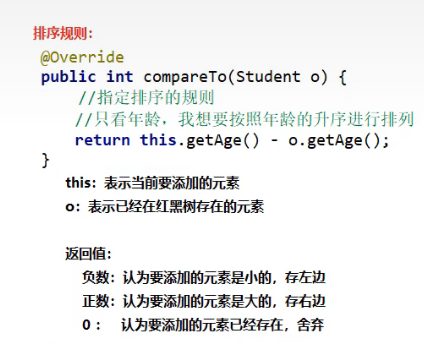 排序规则：
@Override
public int compareTo(Student o) {
//指定排序的规则
//只看年龄，我想要按照年龄的升序进行排列
return this.getAge() - o.getAge();
}
this：表示当前要添加的元素
o：表示已经在红黑树存在的元素
返回值：
负数：认为要添加的元素是小的，存左边
正数：认为要添加的元素是大的，存右边
0 ： 认为要添加的元素已经存在，舍弃